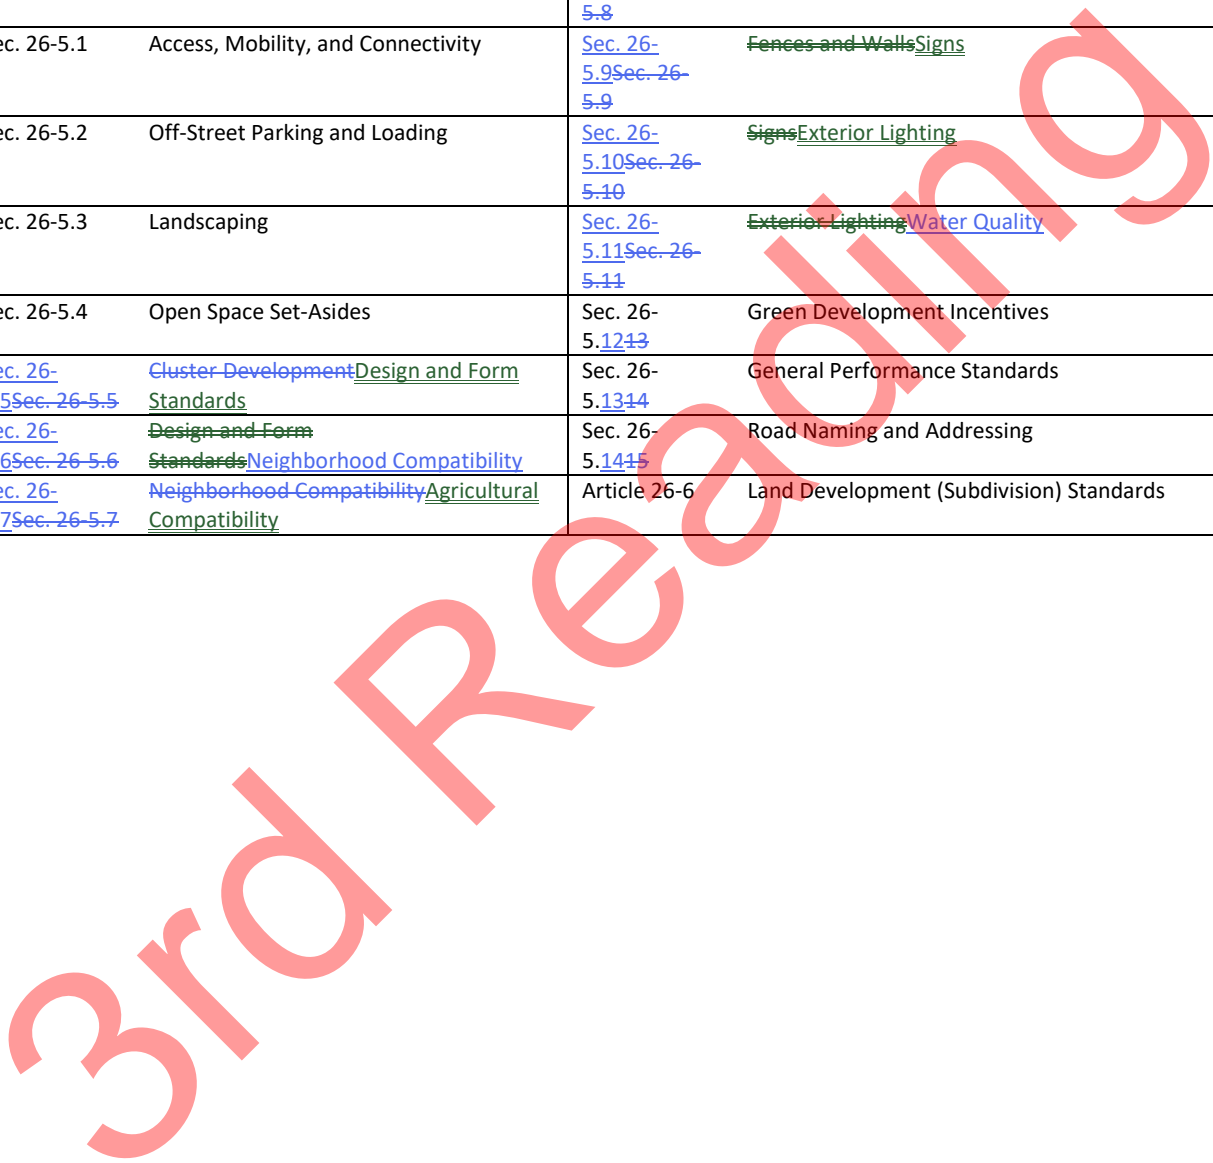 5.8
ec. 26-5.1 Access, Mobility, and Connectivity Sec. 26- Fences and WallsSigns
5.9Sec. 26-
5.9
ec. 26-5.2 Off-Street Parking and Loading Sec. 26- SignsExterior Lighting
5.10Sec. 26-
5.10
ec. 26-5.3 Landscaping Sec. 26- Exterior LightingWater Quality
5.11Sec. 26-
5.11
ec. 26-5.4 Open Space Set-Asides Sec. 26- Green Development Incentives
5.1213
ec. 26- Cluster DevelopmentDesign and Form Sec. 26- General Performance Standards
5Sec. 26-5.5 Standards 5.1314
ec. 26- Design and Form Sec. 26- Road Naming and Addressing
6Sec. 26-5.6 StandardsNeighborhood Compatibility 5.1415
ec. 26- Neighborhood CompatibilityAgricultural Article 26-6 Land Development (Subdivision) Standards
7Sec. 26-5.7 Compatibility
3rd Reading